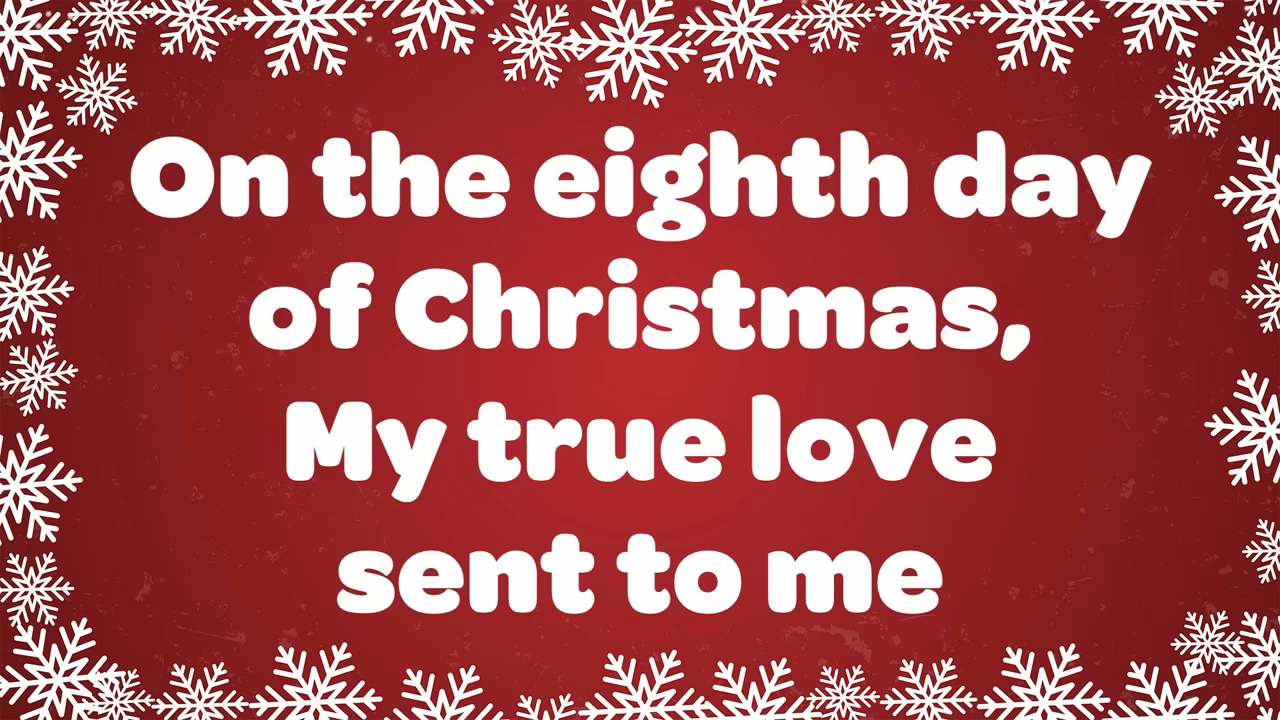 On the eighth day
of Christmas,
My true love
sent to me